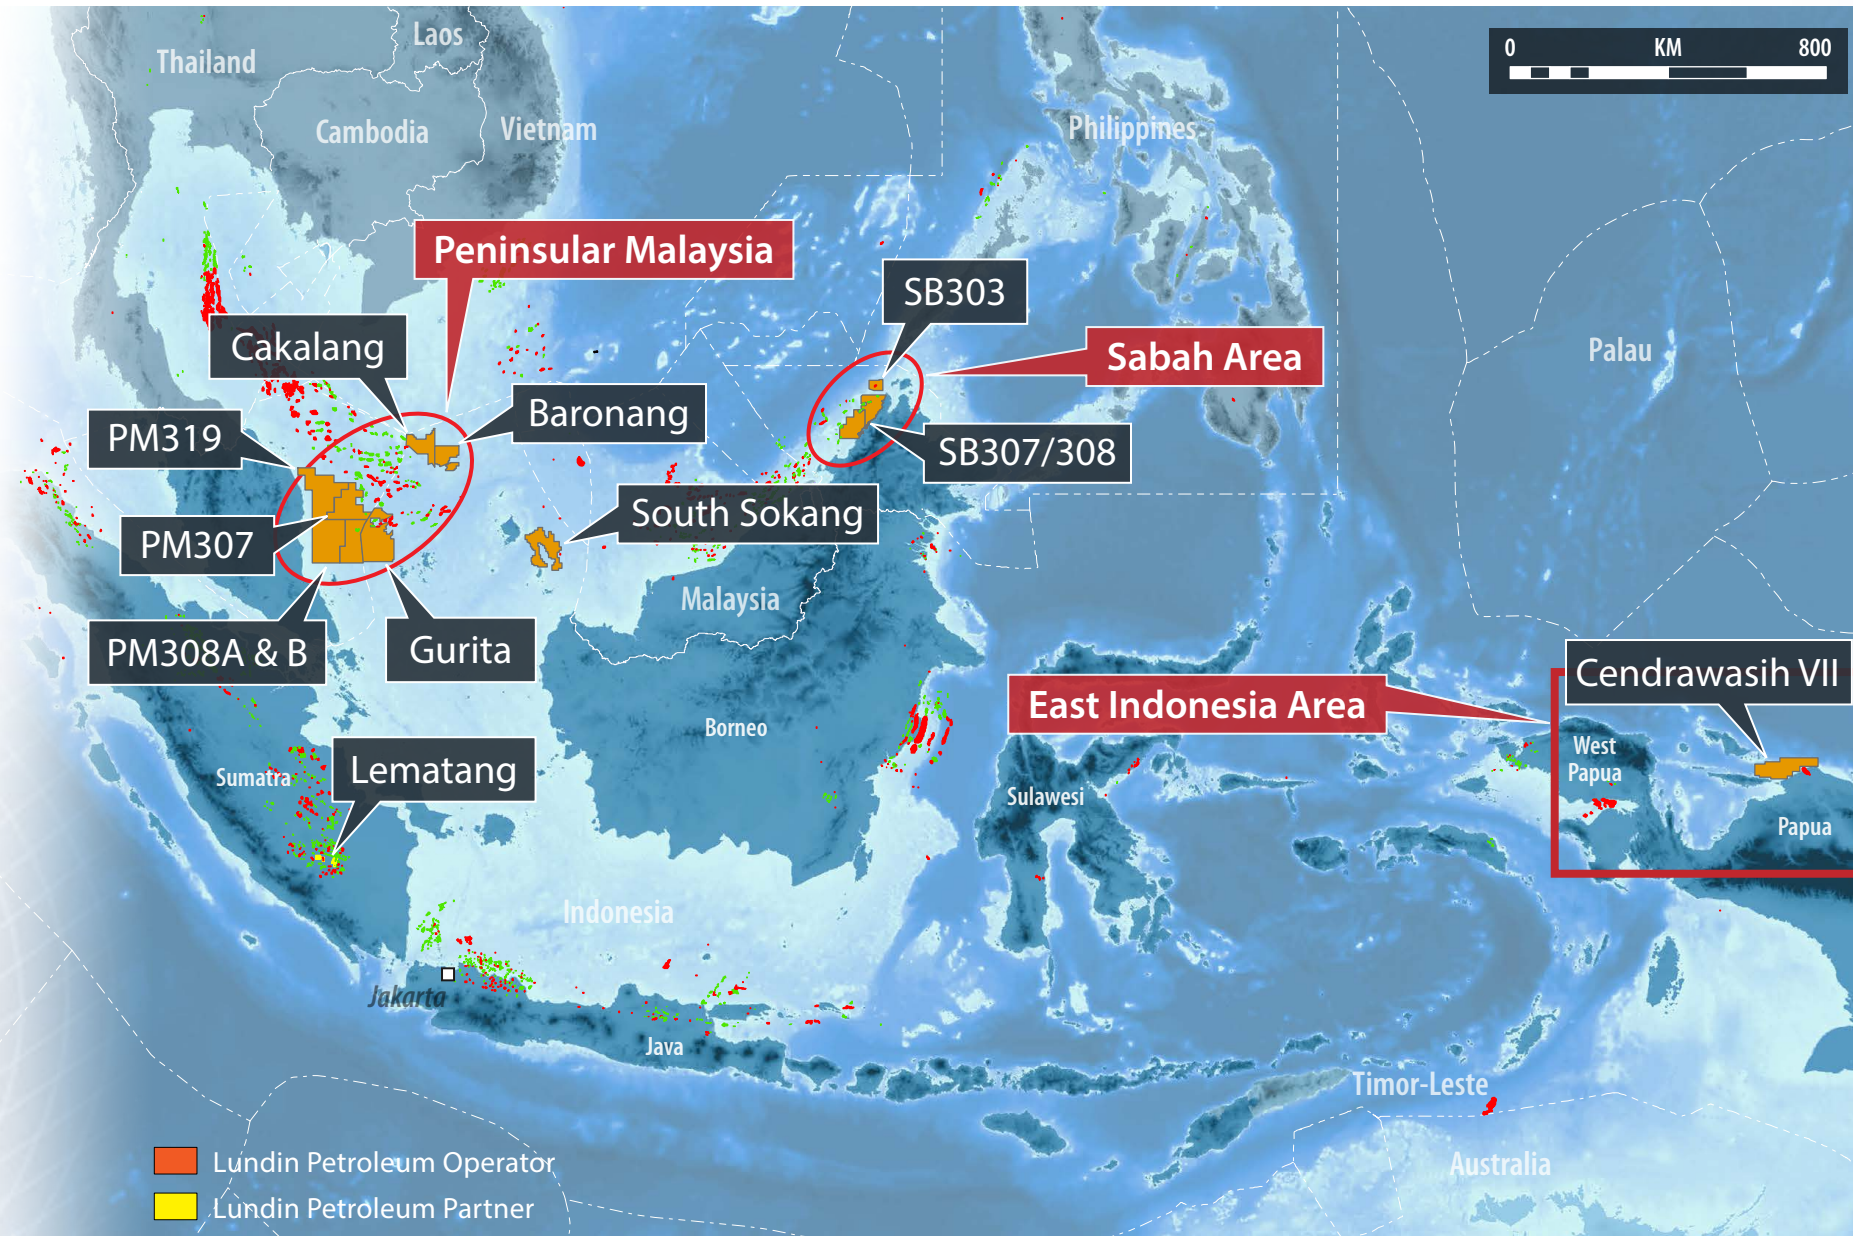 Laos
Thailand
0 KM 800
Cambodia
Vietnam
Philippines
Peninsular Malaysia
SB303
Cakalang
Palau
Sabah Area
Baronang
PM319
SB307/308
South Sokang
PM307
Malaysia
PM308A & B
Gurita
Cendrawasih VII
East Indonesia Area
Borneo
West
Papua
Lematang
Sumatra
Sulawesi
Papua
Indonesia
Jakarta
Java
Timor-Leste
Australia
Lundin Petroleum Operator
Lundin Petroleum Partner